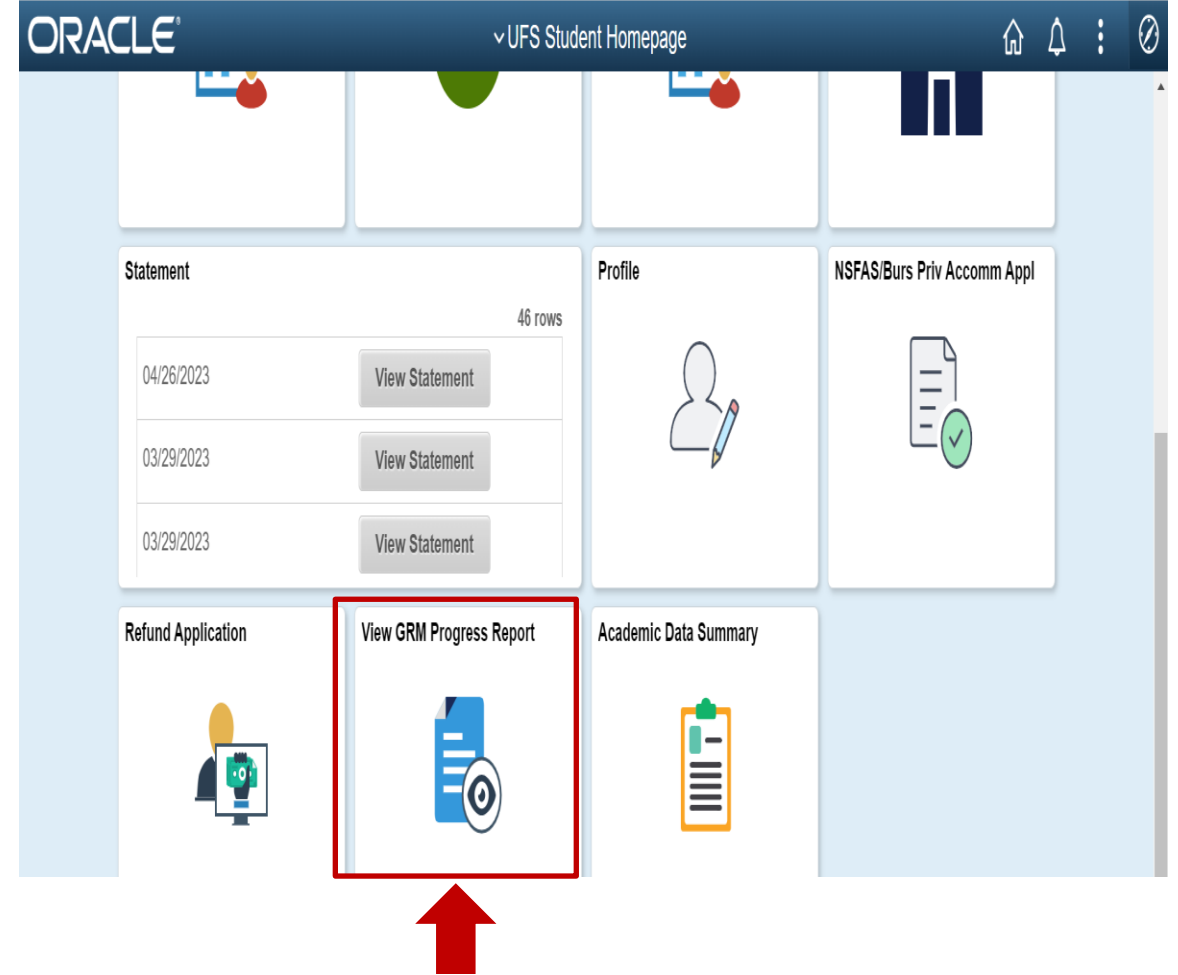 ORACLE®
UFS Student Homepage
Statement
46 rows
04/26/2023 View Statement
03/29/2023 View Statement
03/29/2023 View Statement
Profile
NSFAS/Burs Priv Accomm Appl
Refund Application
View GRM Progress Report
Academic Data Summary